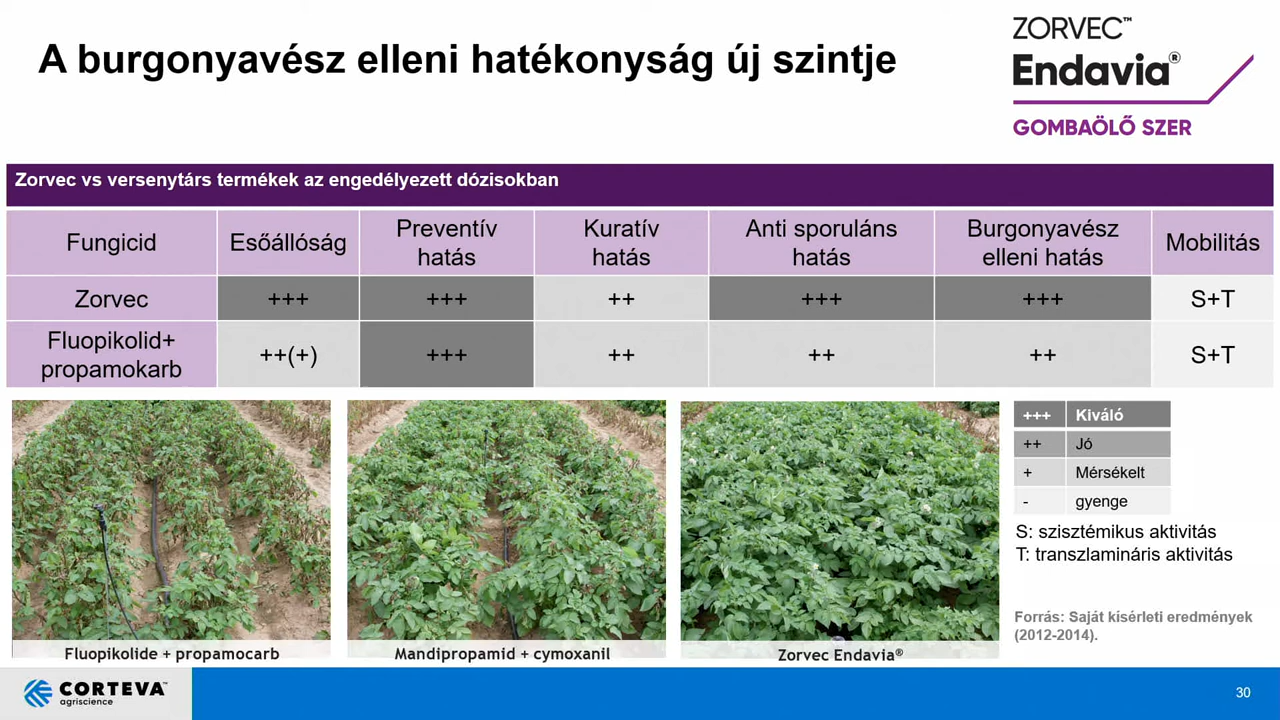 A burgonyavész elleni hatékonyság új szintje
ZORVEC™
Endavia®
GOMBAÖLŐ SZER
Zorvec vs versenytárs termékek az engedélyezett dózisokban
Fungicid
Esőállóság
Preventív
hatás
Kuratív
hatás
Anti sporuláns
hatás
Burgonyavész
elleni hatás
Mobilitás
Zorvec
+++
+++
++
+++
+++
S+T
Fluopikolid+
propamokarb
++(+)
+++
++
++
++
S+T
Fluopikolide + propamocarb
Mandipropamid + cymoxanil
Zorvec Endavia®
+++ Kiváló
++ Jó
+ Mérsékelt
- gyenge
S: szisztémikus aktivitás
T: transzlamináris aktivitás
Forrás: Saját kísérleti eredmények
(2012-2014).
CORTEVA™
agriscience
30